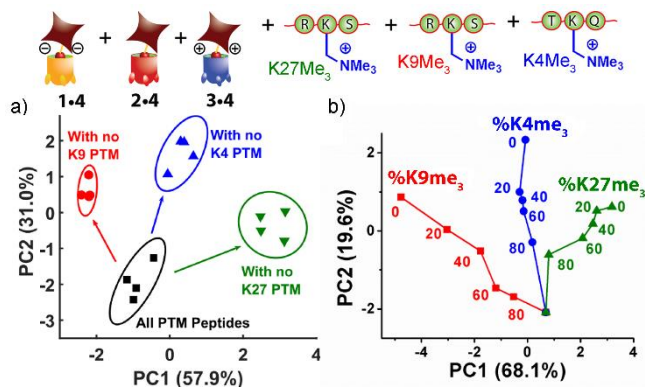 + + + + +
R K S
R K S
T K Q
⊖ ⊖
⊕ ⊕
⊕ ⊕ ⊕
NMe3 NMe3 NMe3
K27Me3 K9Me3 K4Me3
1•4 2•4 3•4
a)
With no
K9 PTM
With no
K4 PTM
With no
K27 PTM
All PTM Peptides
PC2 (31.0%)
2
1
0
-1
-2
-3
-2 0 2 4
PC1 (57.9%)
b)
%K4me3
%K9me3
%K27me3
0
20
40
60
80
0
20
40
60
80
0
20
40
60
80
PC2 (19.6%)
2
0
-2
-4 -2 0 2 4
PC1 (68.1%)